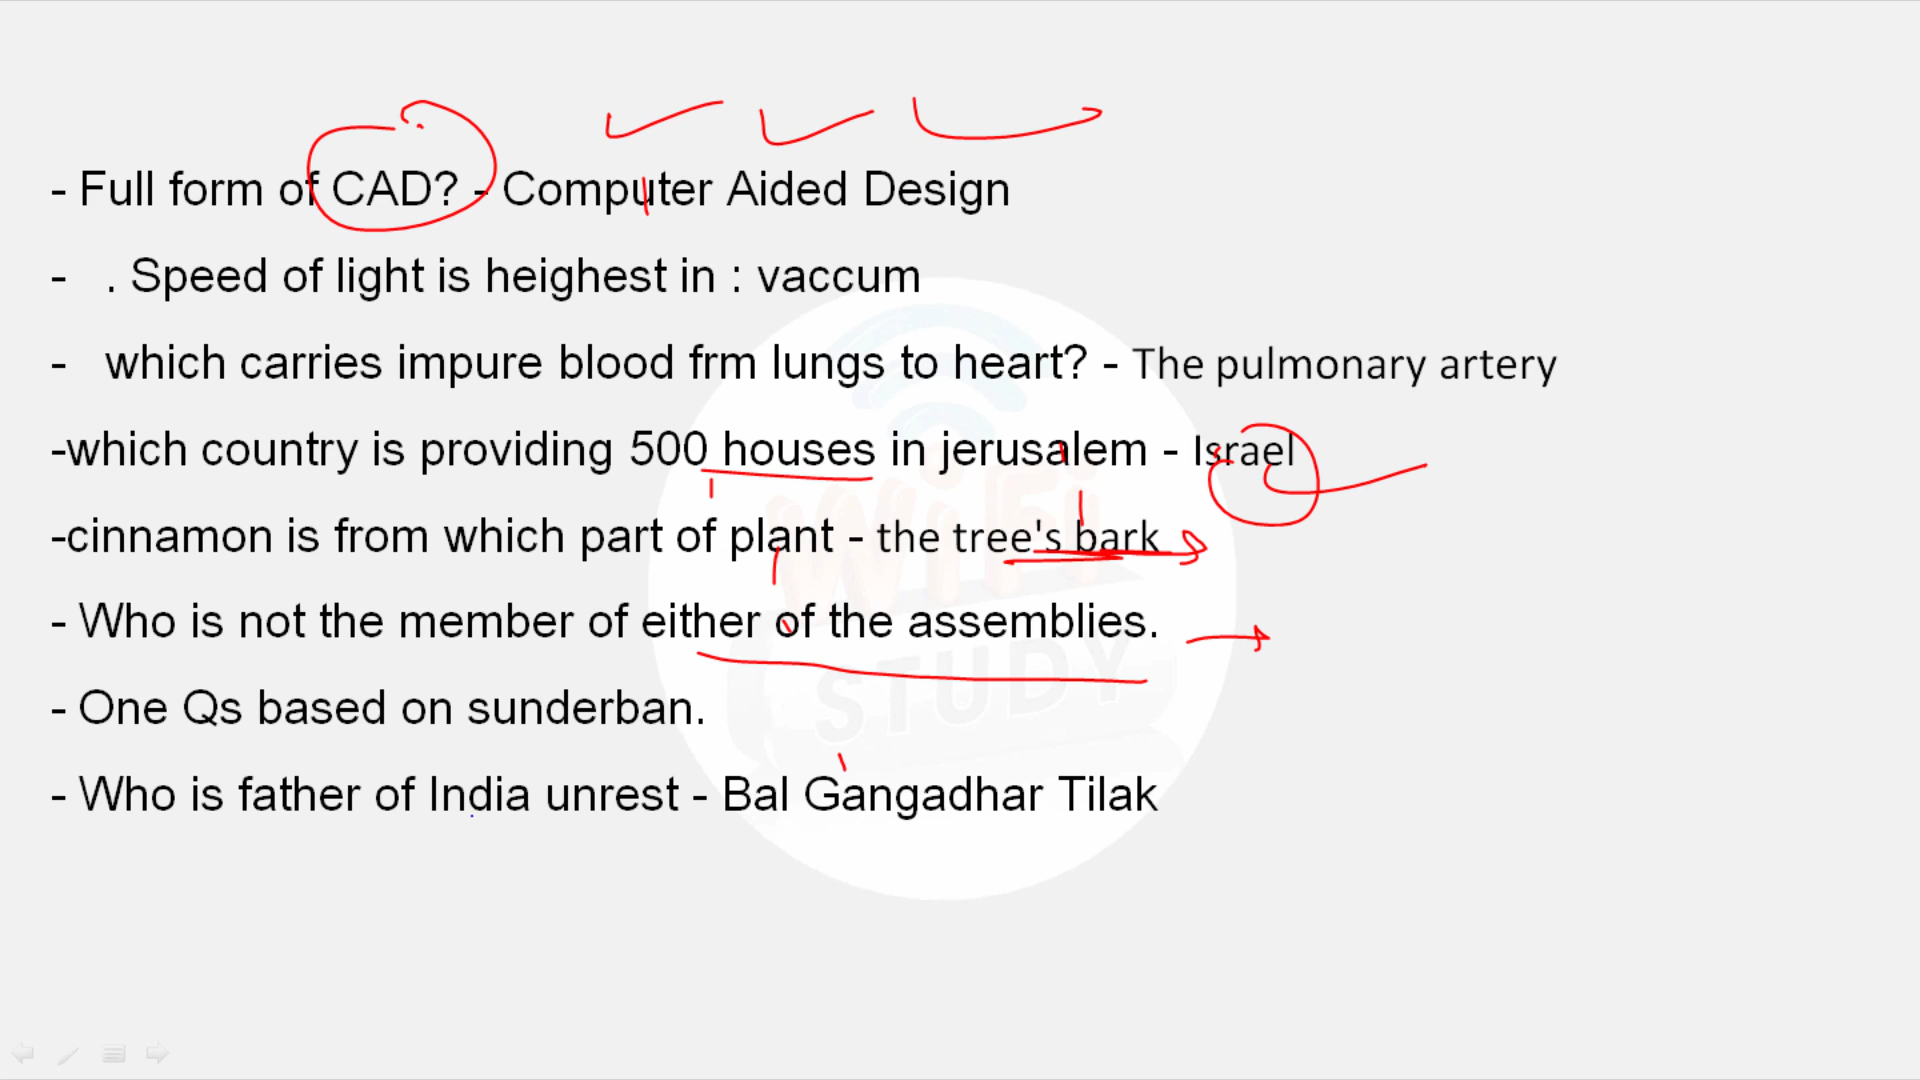 - Full form of CAD? - Computer Aided Design
- . Speed of light is heighest in : vaccum
- which carries impure blood frm lungs to heart? - The pulmonary artery
-which country is providing 500 houses in jerusalem - Israel
-cinnamon is from which part of plant - the tree's bark
- Who is not the member of either of the assemblies.
- One Qs based on sunderban.
- Who is father of India unrest - Bal Gangadhar Tilak
WiFi
STUDY